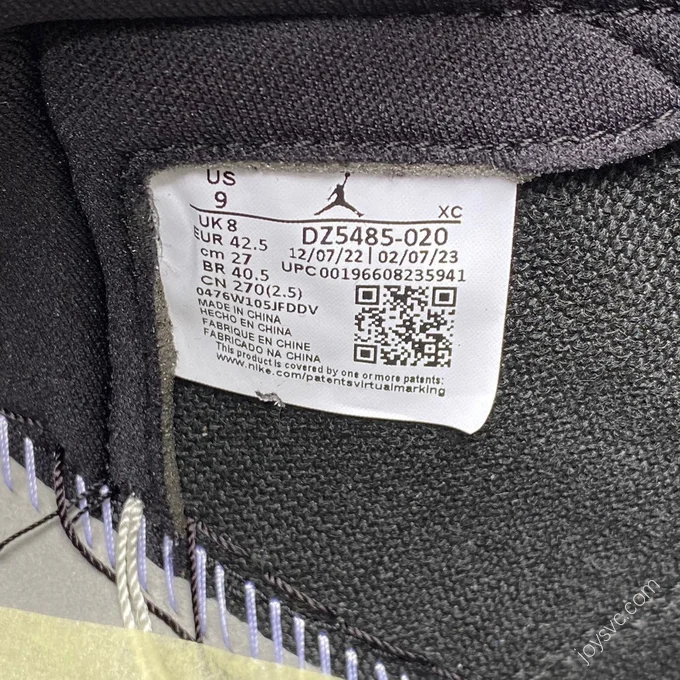 US
9
XC
UK 8
EUR 42.5
cm 27
BR 40.5
CN 270(2.5)
DZ5485-020
12/07/22 | 02/07/23
UPC 00196608235941
0476W105JFDDV
MADE IN CHINA
HECHO EN CHINA
FABRIQUE EN CHINE
FABRICADO NA CHINA
This product is covered by one or more patents:
www.nike.com/patentsvirtualmarking
joysvc.com